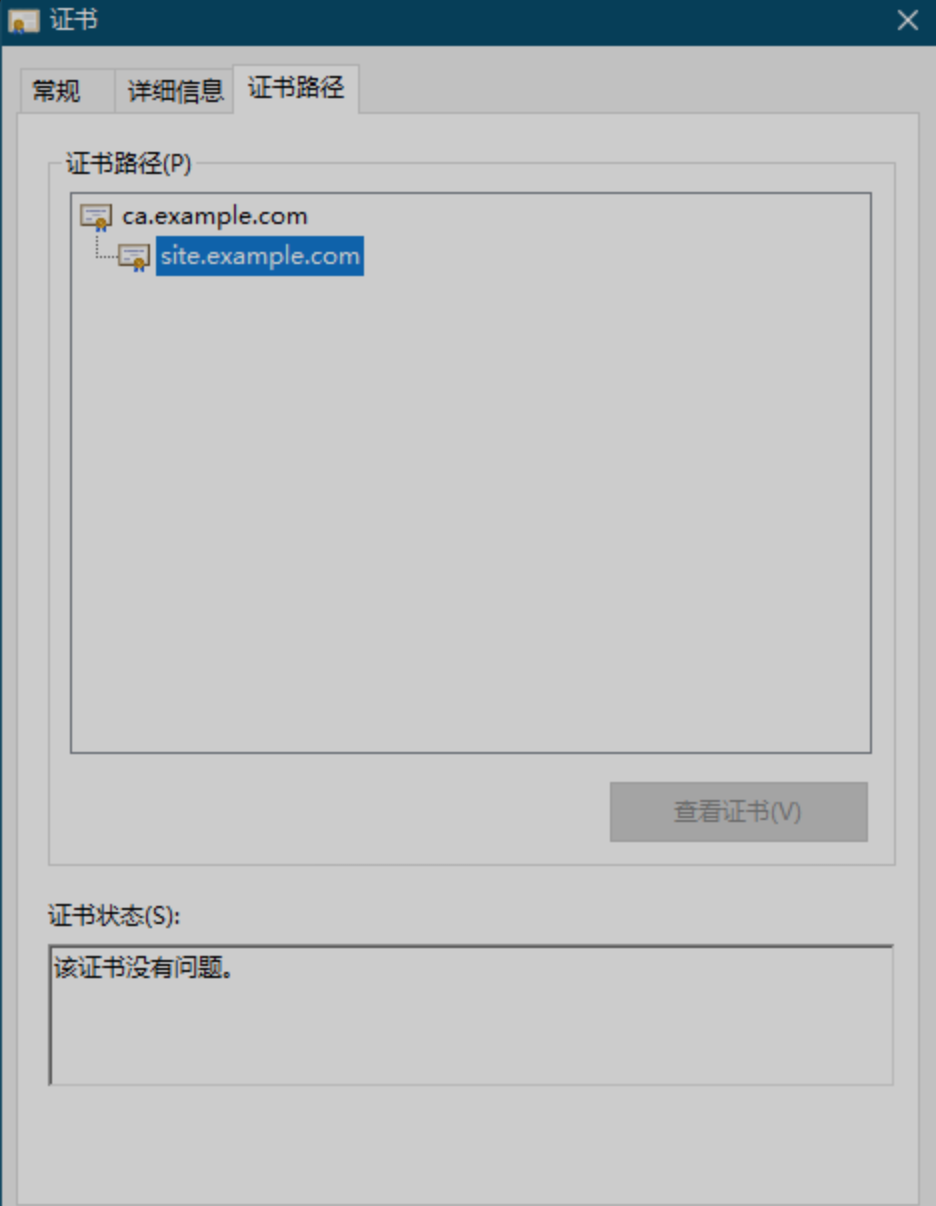 证书
常规 详细信息 证书路径
证书路径(P)
ca.example.com
site.example.com
查看证书(V)
证书状态(S):
该证书没有问题。